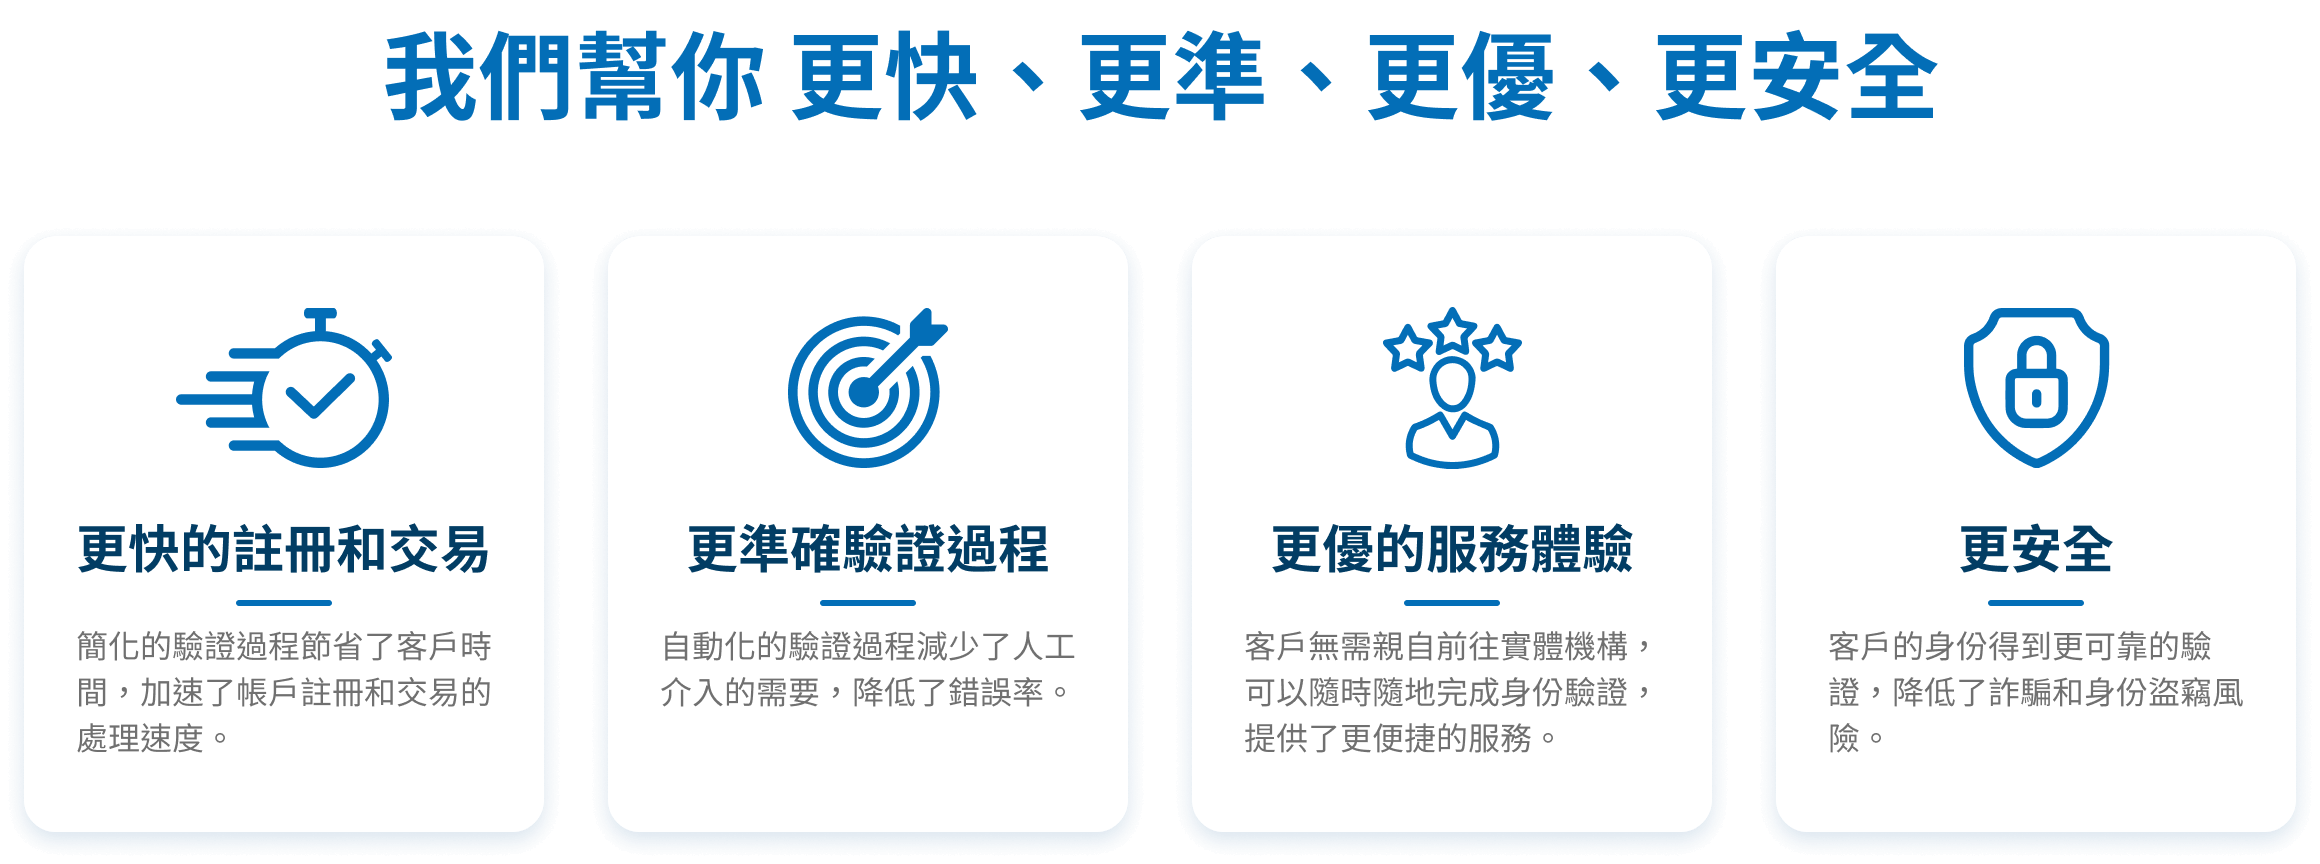 我們幫你 更快、更準、更優、更安全
更快的註冊和交易
簡化的驗證過程節省了客戶時
間，加速了帳戶註冊和交易的
處理速度。
更準確驗證過程
自動化的驗證過程減少了人工
介入的需要，降低了錯誤率。
更優的服務體驗
客戶無需親自前往實體機構，
可以隨時隨地完成身份驗證，
提供了更便捷的服務。
更安全
客戶的身份得到更可靠的驗
證，降低了詐騙和身份盜竊風
險。